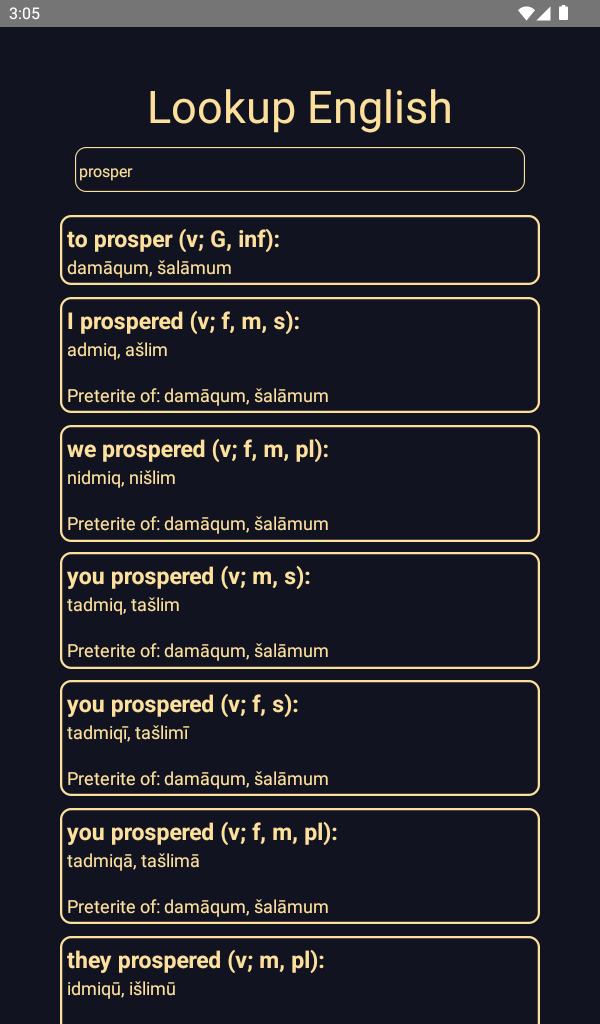 3:05
Lookup English
prosper
to prosper (v; G, inf):
damāqum, šalāmum
I prospered (v; f, m, s):
admiq, ašlim
Preterite of: damāqum, šalāmum
we prospered (v; f, m, pl):
nidmiq, nišlim
Preterite of: damāqum, šalāmum
you prospered (v; m, s):
tadmiq, tašlim
Preterite of: damāqum, šalāmum
you prospered (v; f, s):
tadmiqī, tašlimī
Preterite of: damāqum, šalāmum
you prospered (v; f, m, pl):
tadmiqā, tašlimā
Preterite of: damāqum, šalāmum
they prospered (v; m, pl):
idmiqū, išlimū